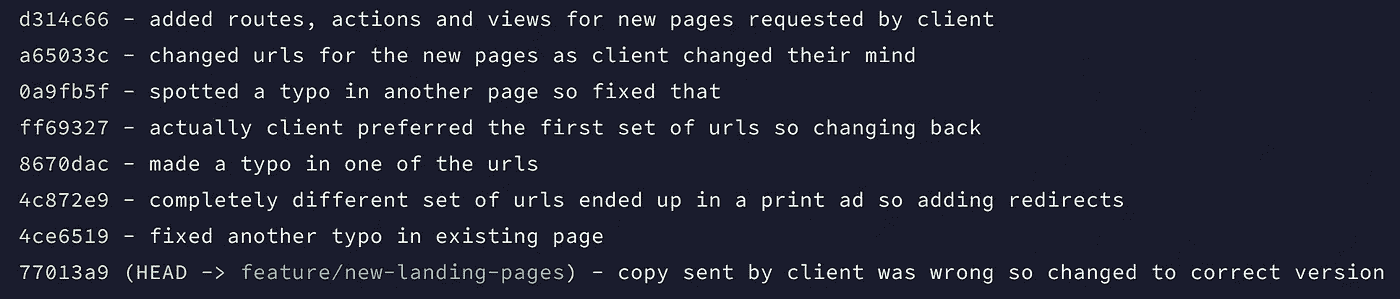 d314c66 – added routes, actions and views for new pages requested by client
a65033c – changed urls for the new pages as client changed their mind
0a9fb5f – spotted a typo in another page so fixed that
ff69327 – actually client preferred the first set of urls so changing back
8670dac – made a typo in one of the urls
4c872e9 – completely different set of urls ended up in a print ad so adding redirects
4ce6519 – fixed another typo in existing page
77013a9 (HEAD -> feature/new-landing-pages) – copy sent by client was wrong so changed to correct version